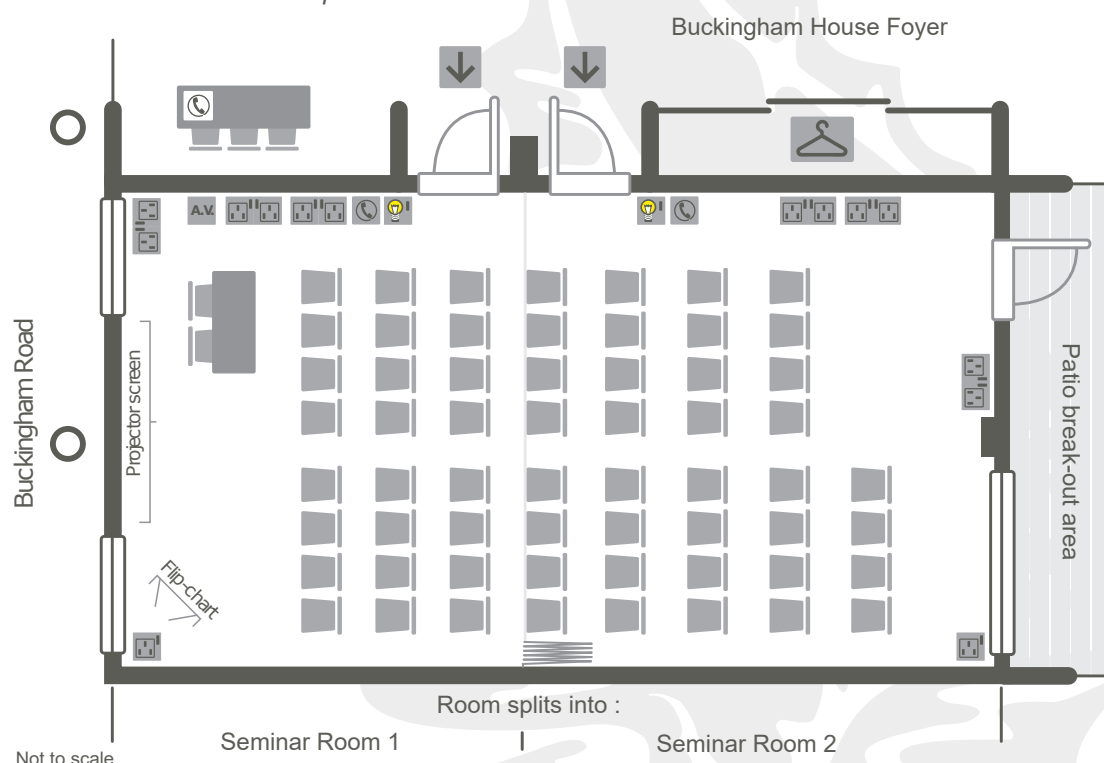 Buckingham House Foyer
A.V.
Buckingham Road
Projector screen
Flip-chart
Patio break-out area
Room splits into :
Seminar Room 1
Seminar Room 2
Not to scale